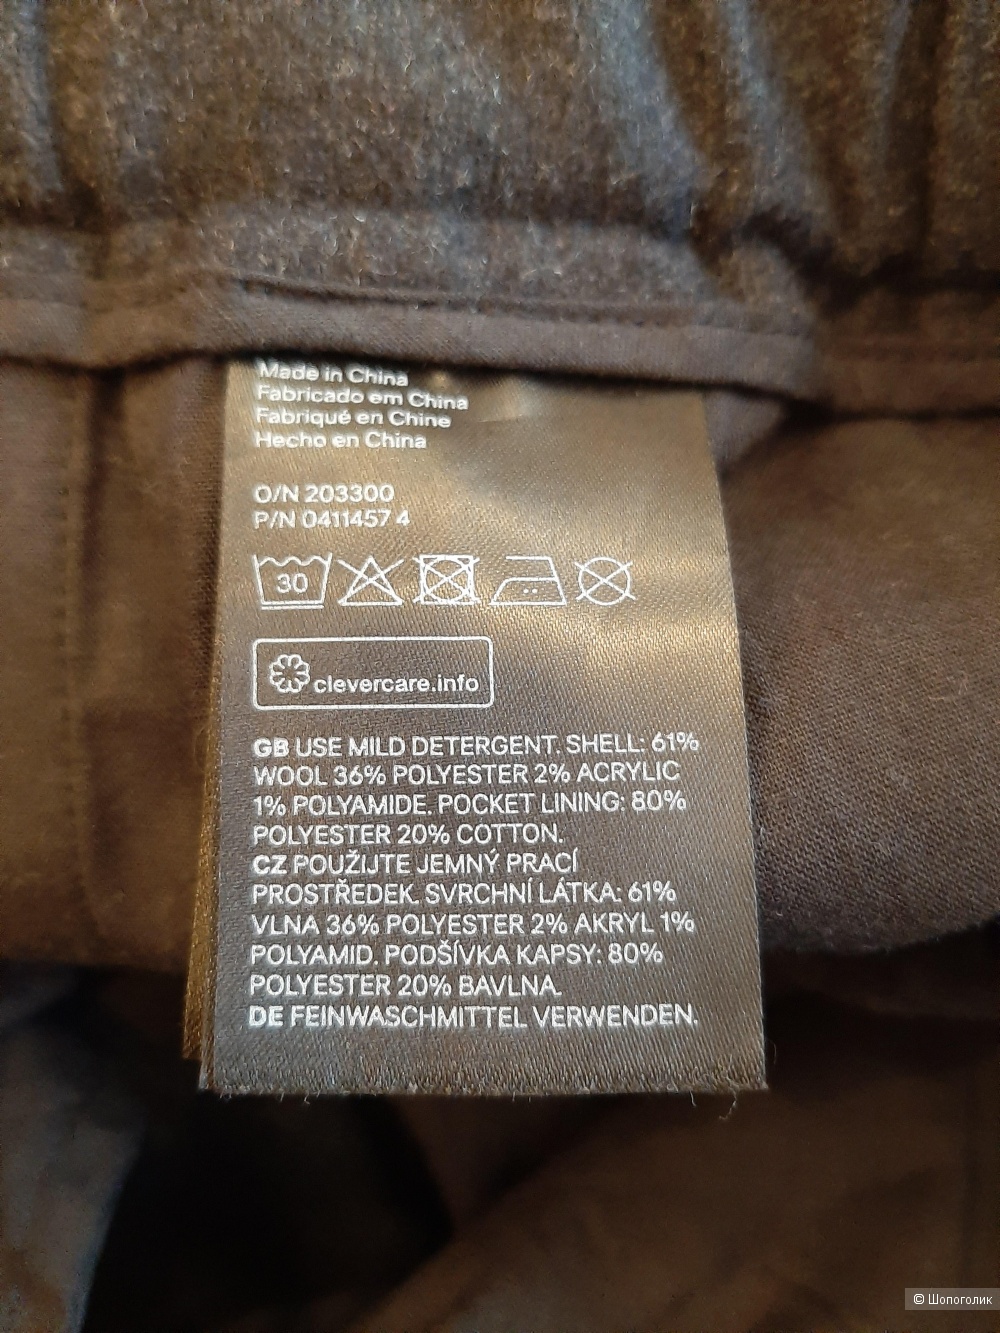 Made in China
Fabricado em China
Fabriqué en Chine
Hecho en China
O/N 203300
P/N 0411457 4
30
clevercare.info
GB USE MILD DETERGENT. SHELL: 61%
WOOL 36% POLYESTER 2% ACRYLIC
1% POLYAMIDE. POCKET LINING: 80%
POLYESTER 20% COTTON.
CZ POUŽIJTE JEMNÝ PRACÍ
PROSTŘEDEK. SVRCHNÍ LÁTKA: 61%
VLNA 36% POLYESTER 2% AKRYL 1%
POLYAMID. PODŠÍVKA KAPSY: 80%
POLYESTER 20% BAVLNA.
DE FEINWASCHMITTEL VERWENDEN.
© Шопоголик